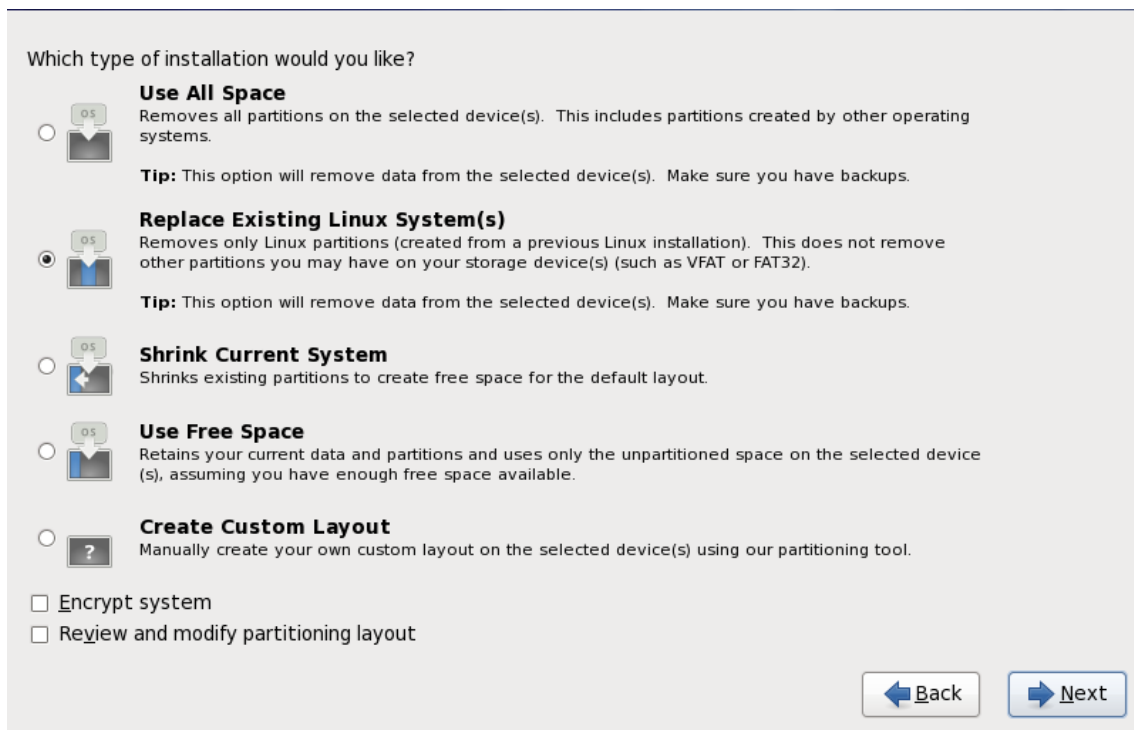 Which type of installation would you like?
OS
Use All Space
Removes all partitions on the selected device(s).  This includes partitions created by other operating
systems.
Tip: This option will remove data from the selected device(s).  Make sure you have backups.
OS
Replace Existing Linux System(s)
Removes only Linux partitions (created from a previous Linux installation).  This does not remove
other partitions you may have on your storage device(s) (such as VFAT or FAT32).
Tip: This option will remove data from the selected device(s).  Make sure you have backups.
OS
Shrink Current System
Shrinks existing partitions to create free space for the default layout.
OS
Use Free Space
Retains your current data and partitions and uses only the unpartitioned space on the selected device
(s), assuming you have enough free space available.
?
Create Custom Layout
Manually create your own custom layout on the selected device(s) using our partitioning tool.
Encrypt system
Review and modify partitioning layout
Back
Next